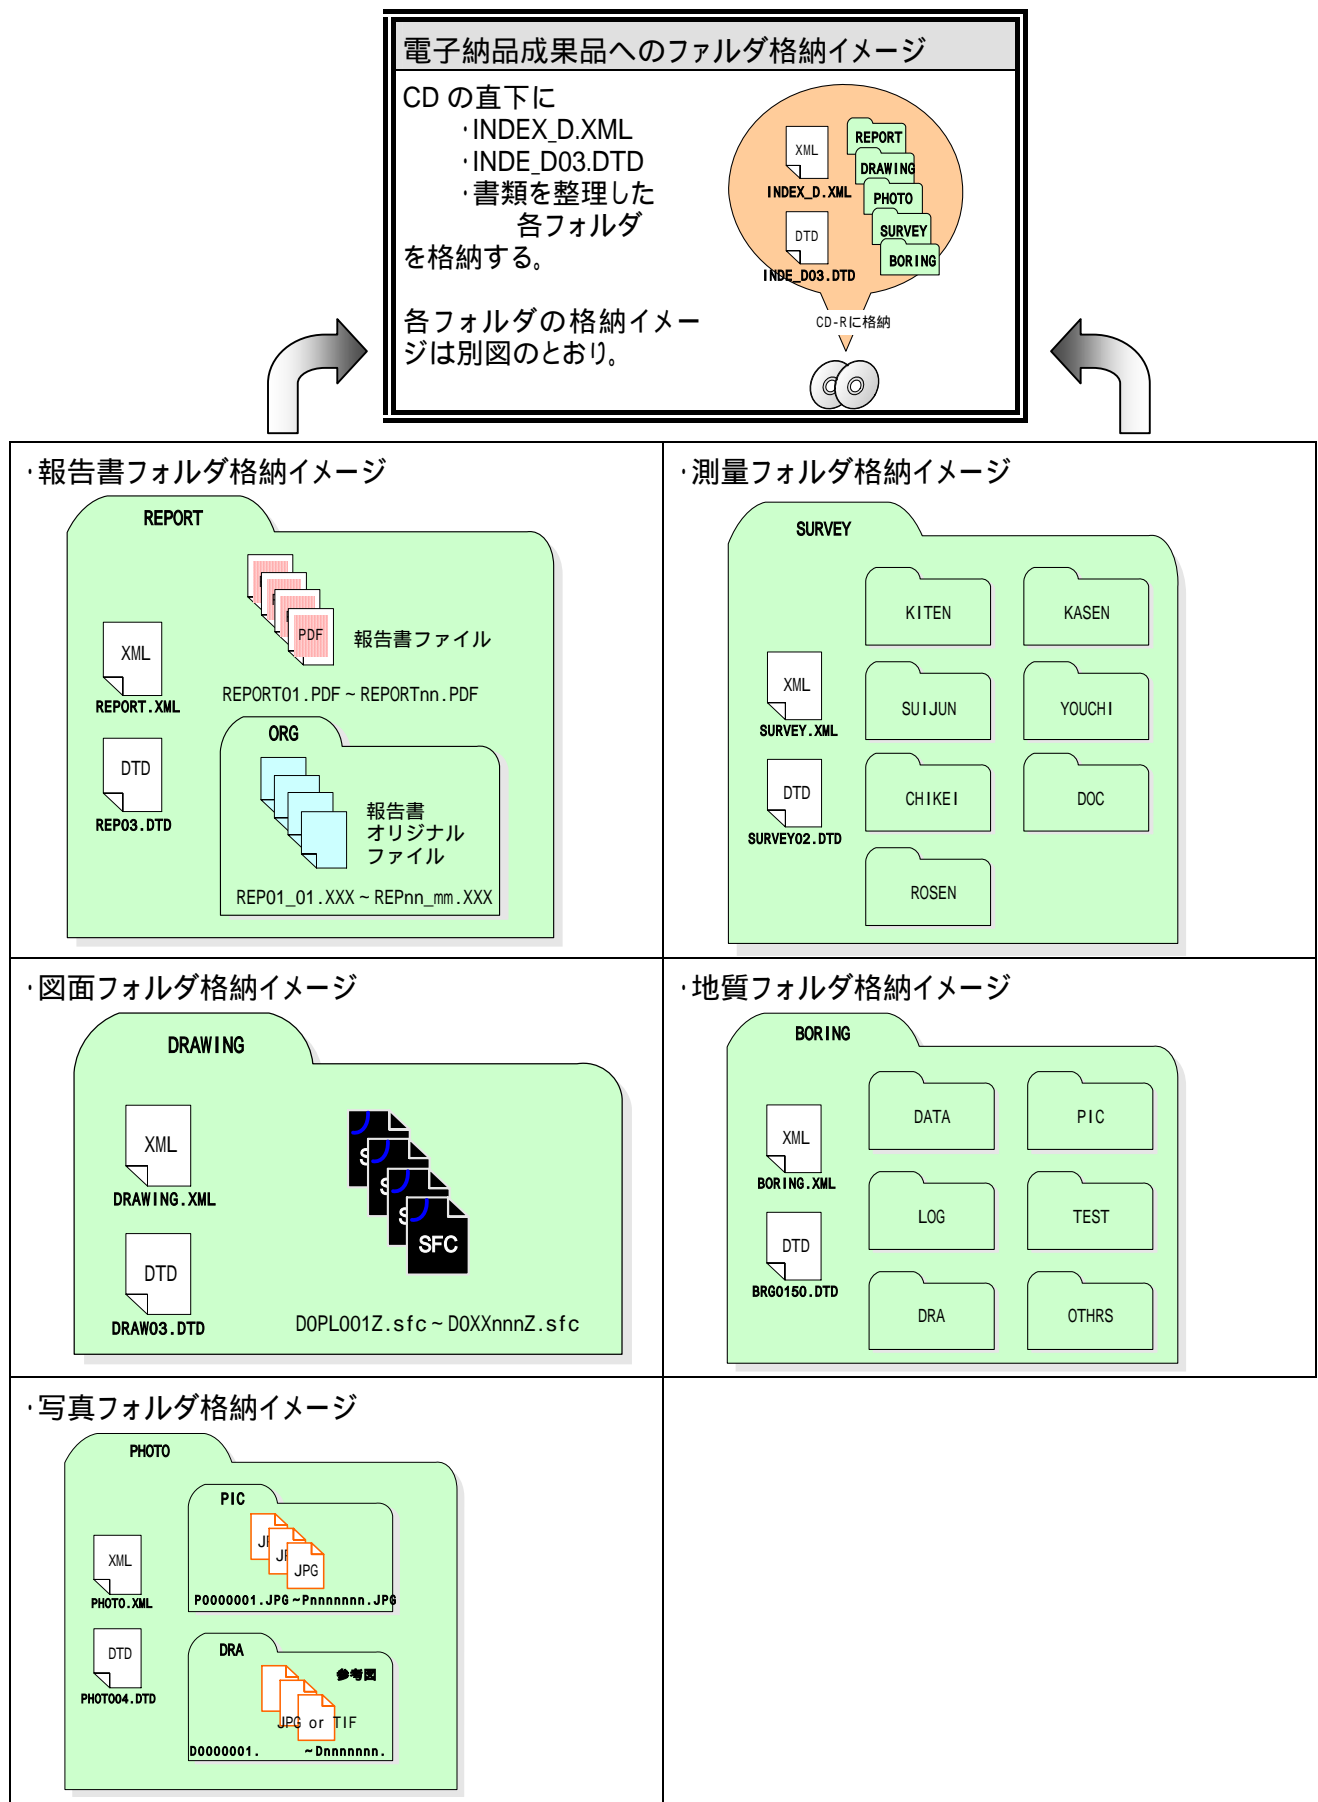 電子納品成果品へのファルダ格納イメージ
CD の直下に
・INDEX_D.XML
・INDE_D03.DTD
・書類を整理した
各フォルダ
を格納する。
各フォルダの格納イメー
ジは別図のとおり。
XML
INDEX_D.XML
DTD
INDE_D03.DTD
REPORT
DRAWING
PHOTO
SURVEY
BORING
CD-Rに格納
・報告書フォルダ格納イメージ
REPORT
XML
REPORT.XML
DTD
REP03.DTD
PDF
報告書ファイル
REPORT01.PDF~REPORTnn.PDF
ORG
報告書
オリジナル
ファイル
REP01_01.XXX~REPnn_mm.XXX
・測量フォルダ格納イメージ
SURVEY
XML
SURVEY.XML
DTD
SURVEY02.DTD
KITEN
KASEN
SUIJUN
YOUCHI
CHIKEI
DOC
ROSEN
・図面フォルダ格納イメージ
DRAWING
XML
DRAWING.XML
DTD
DRAW03.DTD
SFC
D0PL001Z.sfc~D0XXnnnZ.sfc
・地質フォルダ格納イメージ
BORING
XML
BORING.XML
DTD
BRG0150.DTD
DATA
PIC
LOG
TEST
DRA
OTHRS
・写真フォルダ格納イメージ
PHOTO
XML
PHOTO.XML
DTD
PHOTO04.DTD
PIC
JPG
P0000001.JPG~Pnnnnnnn.JPG
DRA
参考図
JPG or TIF
D0000001. ~Dnnnnnnn.